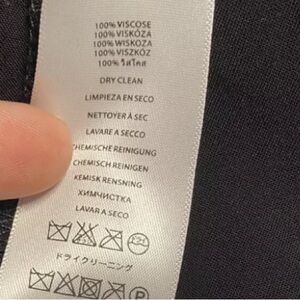 100% VISCOSE
100% VISKÓZA
100% WISKOZA
100% VISZKÓZ
100% วิสโคส
DRY CLEAN
LIMPIEZA EN SECO
NETTOYER À SEC
LAVARE A SECCO
CHEMISCHE REINIGUNG
CHEMISCH REINIGEN
KEMISK RENSNING
ХИМЧИСТКА
LAVAR A SECO
ドライクリーニング
P